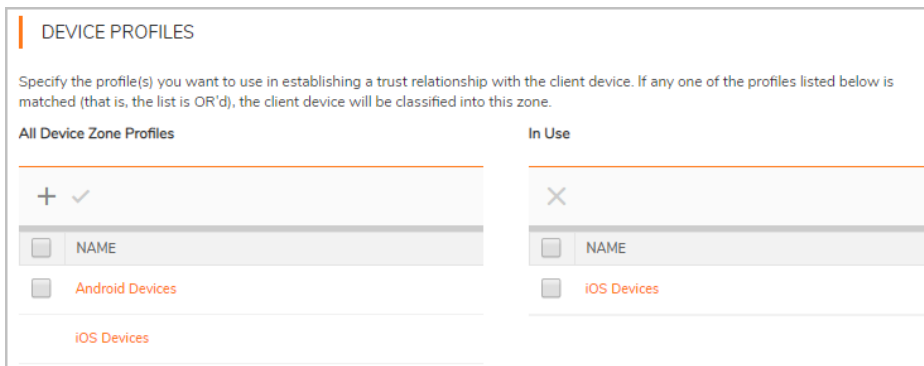 DEVICE PROFILES
Specify the profile(s) you want to use in establishing a trust relationship with the client device. If any one of the profiles listed below is
matched (that is, the list is OR'd), the client device will be classified into this zone.
All Device Zone Profiles
In Use
NAME
NAME
Android Devices
iOS Devices
iOS Devices